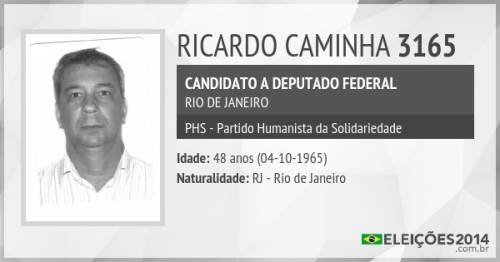 RICARDO CAMINHA 3165
CANDIDATO A DEPUTADO FEDERAL
RIO DE JANEIRO
PHS - Partido Humanista da Solidariedade
Idade: 48 anos (04-10-1965)
Naturalidade: RJ - Rio de Janeiro
ELEIÇÕES2014
.com.br